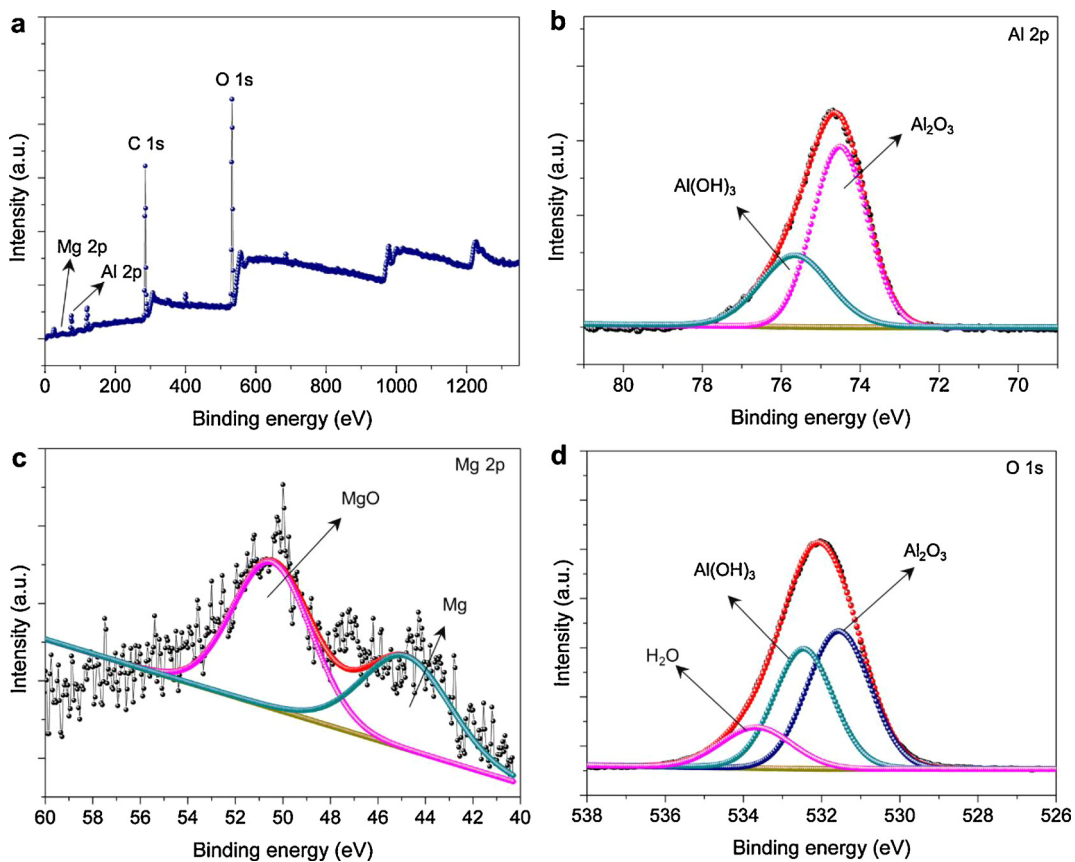 a
O 1s
C 1s
Mg 2p
Al 2p
Intensity (a.u.)
0 200 400 600 800 1000 1200
Binding energy (eV)
b
Al 2p
Al₂O₃
Al(OH)₃
Intensity (a.u.)
80 78 76 74 72 70
Binding energy (eV)
c
Mg 2p
MgO
Mg
Intensity (a.u.)
60 58 56 54 52 50 48 46 44 42 40
Binding energy (eV)
d
O 1s
Al₂O₃
Al(OH)₃
H₂O
Intensity (a.u.)
538 536 534 532 530 528 526
Binding energy (eV)